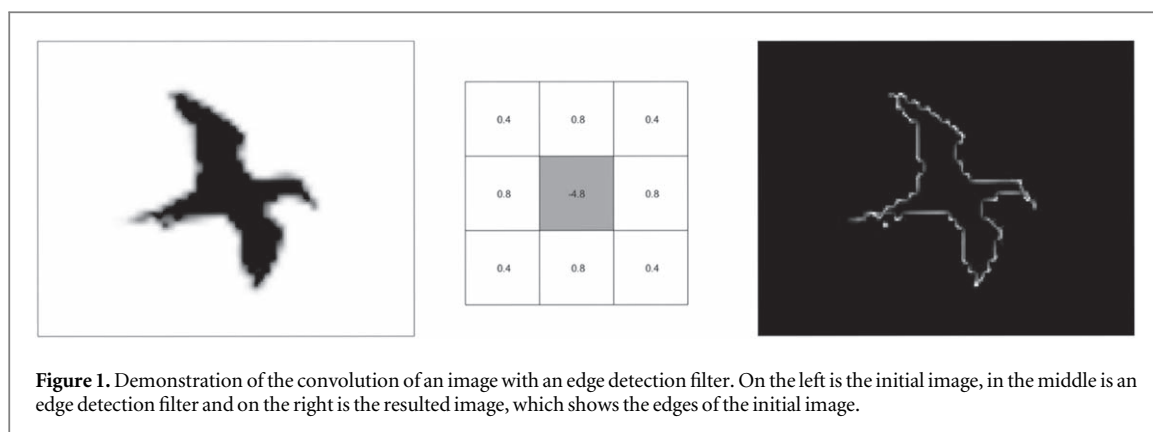 0.4 0.8 0.4
0.8 -4.8 0.8
0.4 0.8 0.4
Figure 1. Demonstration of the convolution of an image with an edge detection filter. On the left is the initial image, in the middle is an
edge detection filter and on the right is the resulted image, which shows the edges of the initial image.